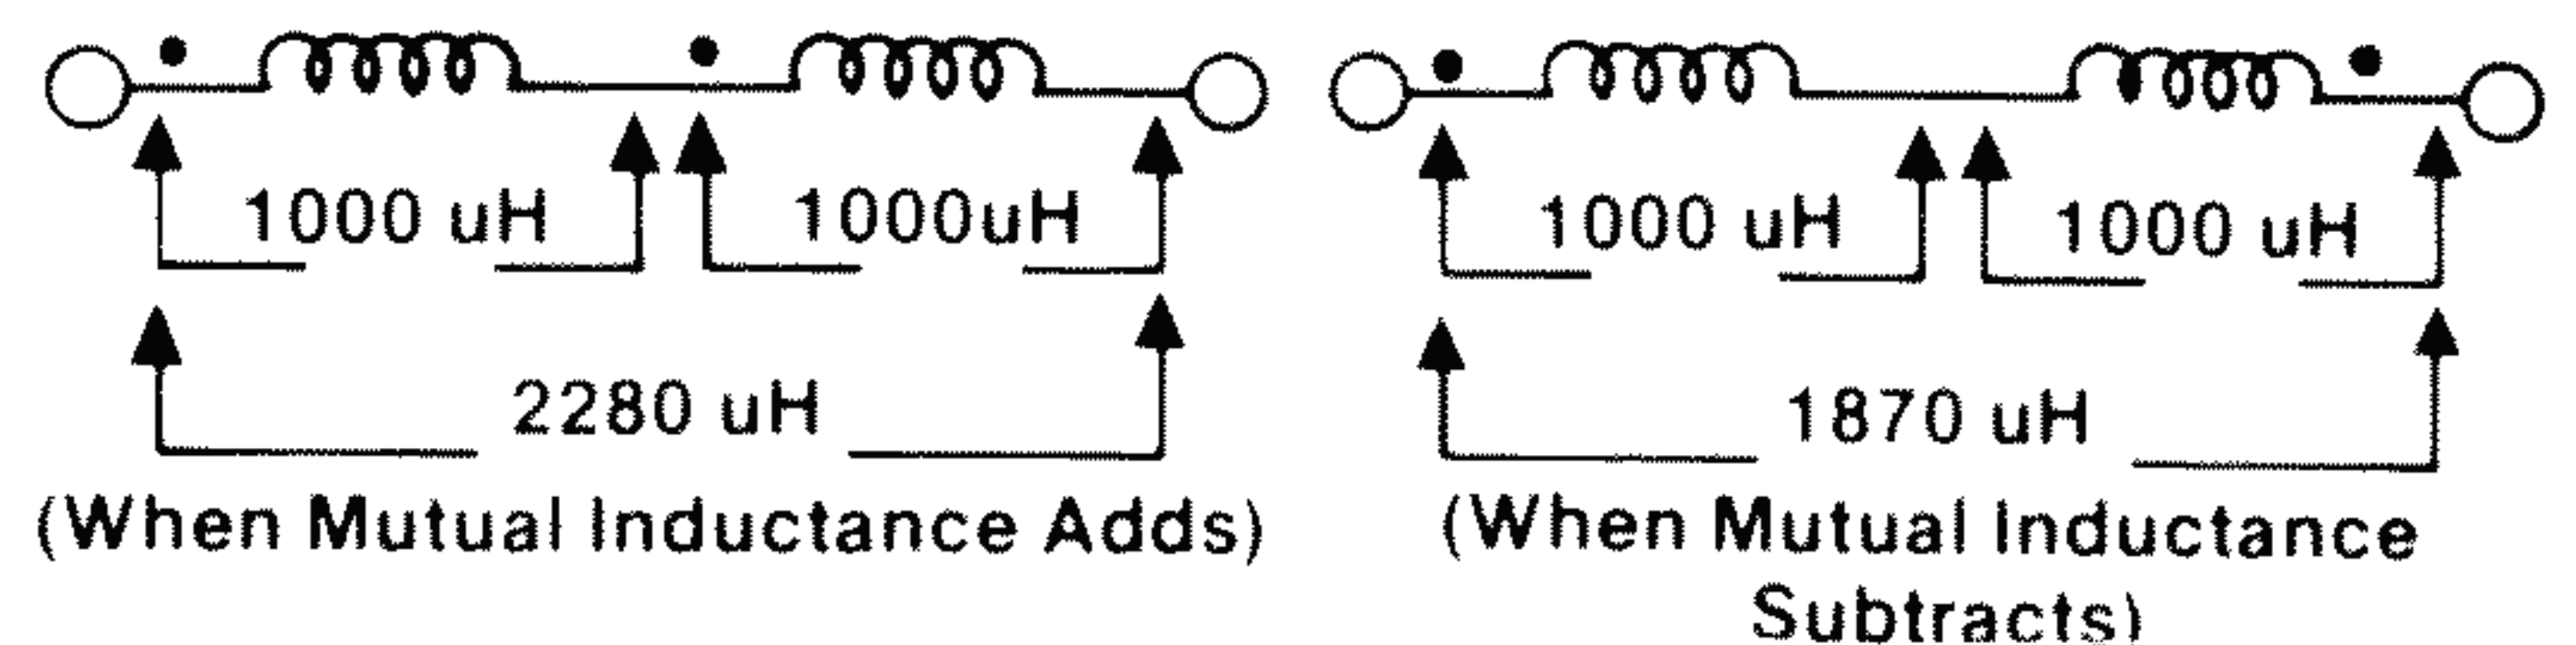 1000 uH
1000uH
2280 uH
(When Mutual Inductance Adds)
1000 uH
1000 uH
1870 uH
(When Mutual Inductance
Subtracts)